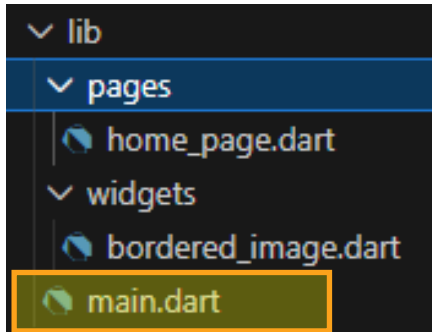 lib
pages
home_page.dart
widgets
bordered_image.dart
main.dart